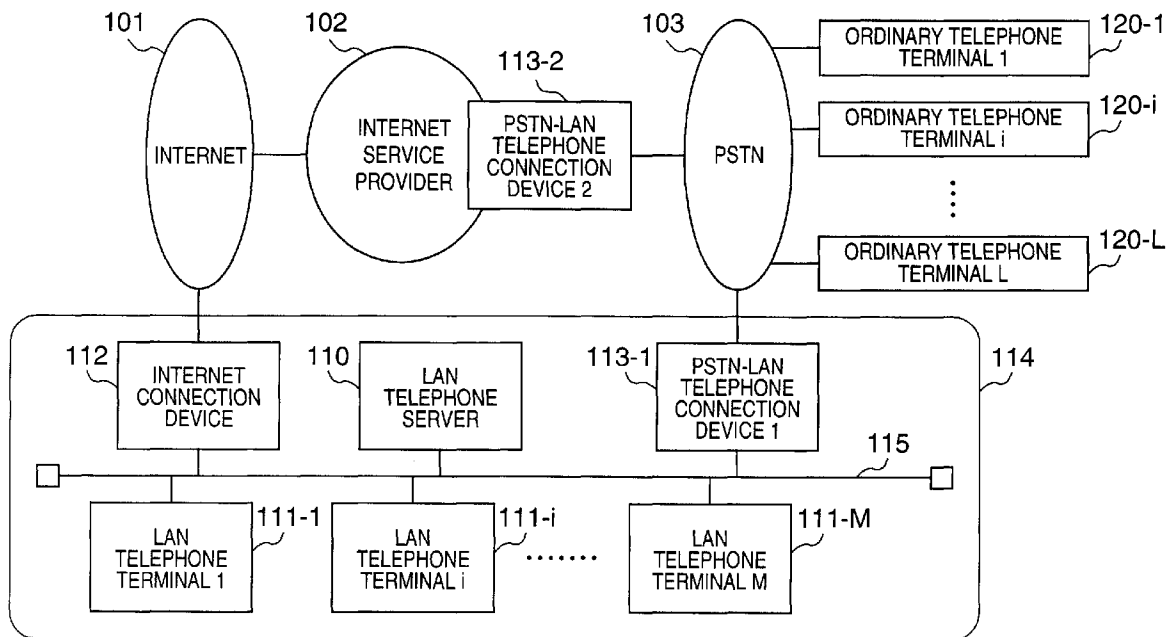 101
102
103
113-2
ORDINARY TELEPHONE
TERMINAL 1
120-1
ORDINARY TELEPHONE
TERMINAL i
120-i
INTERNET
INTERNET
SERVICE
PROVIDER
PSTN-LAN
TELEPHONE
CONNECTION
DEVICE 2
PSTN
ORDINARY TELEPHONE
TERMINAL L
120-L
112
INTERNET
CONNECTION
DEVICE
110
LAN
TELEPHONE
SERVER
113-1
PSTN-LAN
TELEPHONE
CONNECTION
DEVICE 1
114
115
LAN
TELEPHONE
TERMINAL 1
111-1
LAN
TELEPHONE
TERMINAL i
111-i
LAN
TELEPHONE
TERMINAL M
111-M